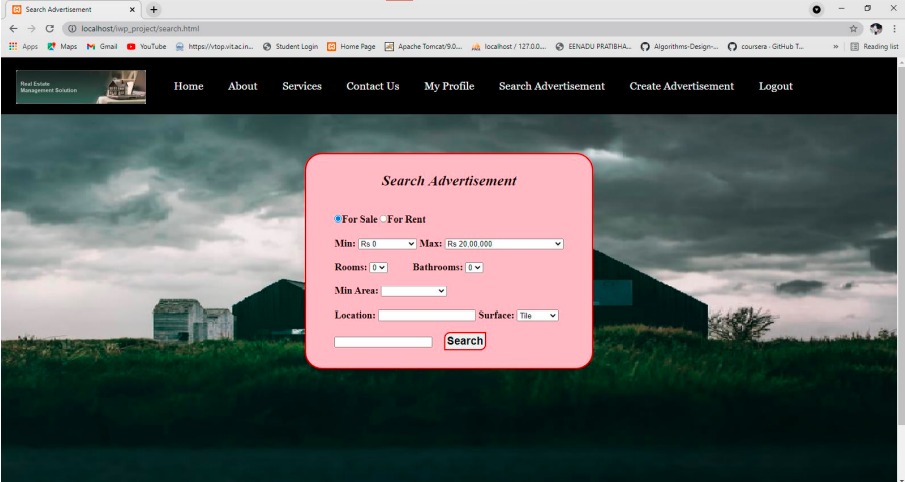 Search Advertisement
localhost/iwp_project/search.html
Apps Maps Gmail YouTube https://vtop.vit.ac.in... Student Login Home Page Apache Tomcat/9.0.... localhost / 127.0.0.... EENADU PRATIBHA... Algorithms-Design-... coursera · GitHub T... » Reading list
Real Estate
Management Solution
Home About Services Contact Us My Profile Search Advertisement Create Advertisement Logout
Search Advertisement
For Sale For Rent
Min: Rs 0 Max: Rs 20,00,000
Rooms: 0 Bathrooms: 0
Min Area:
Location: Surface: Tile
Search